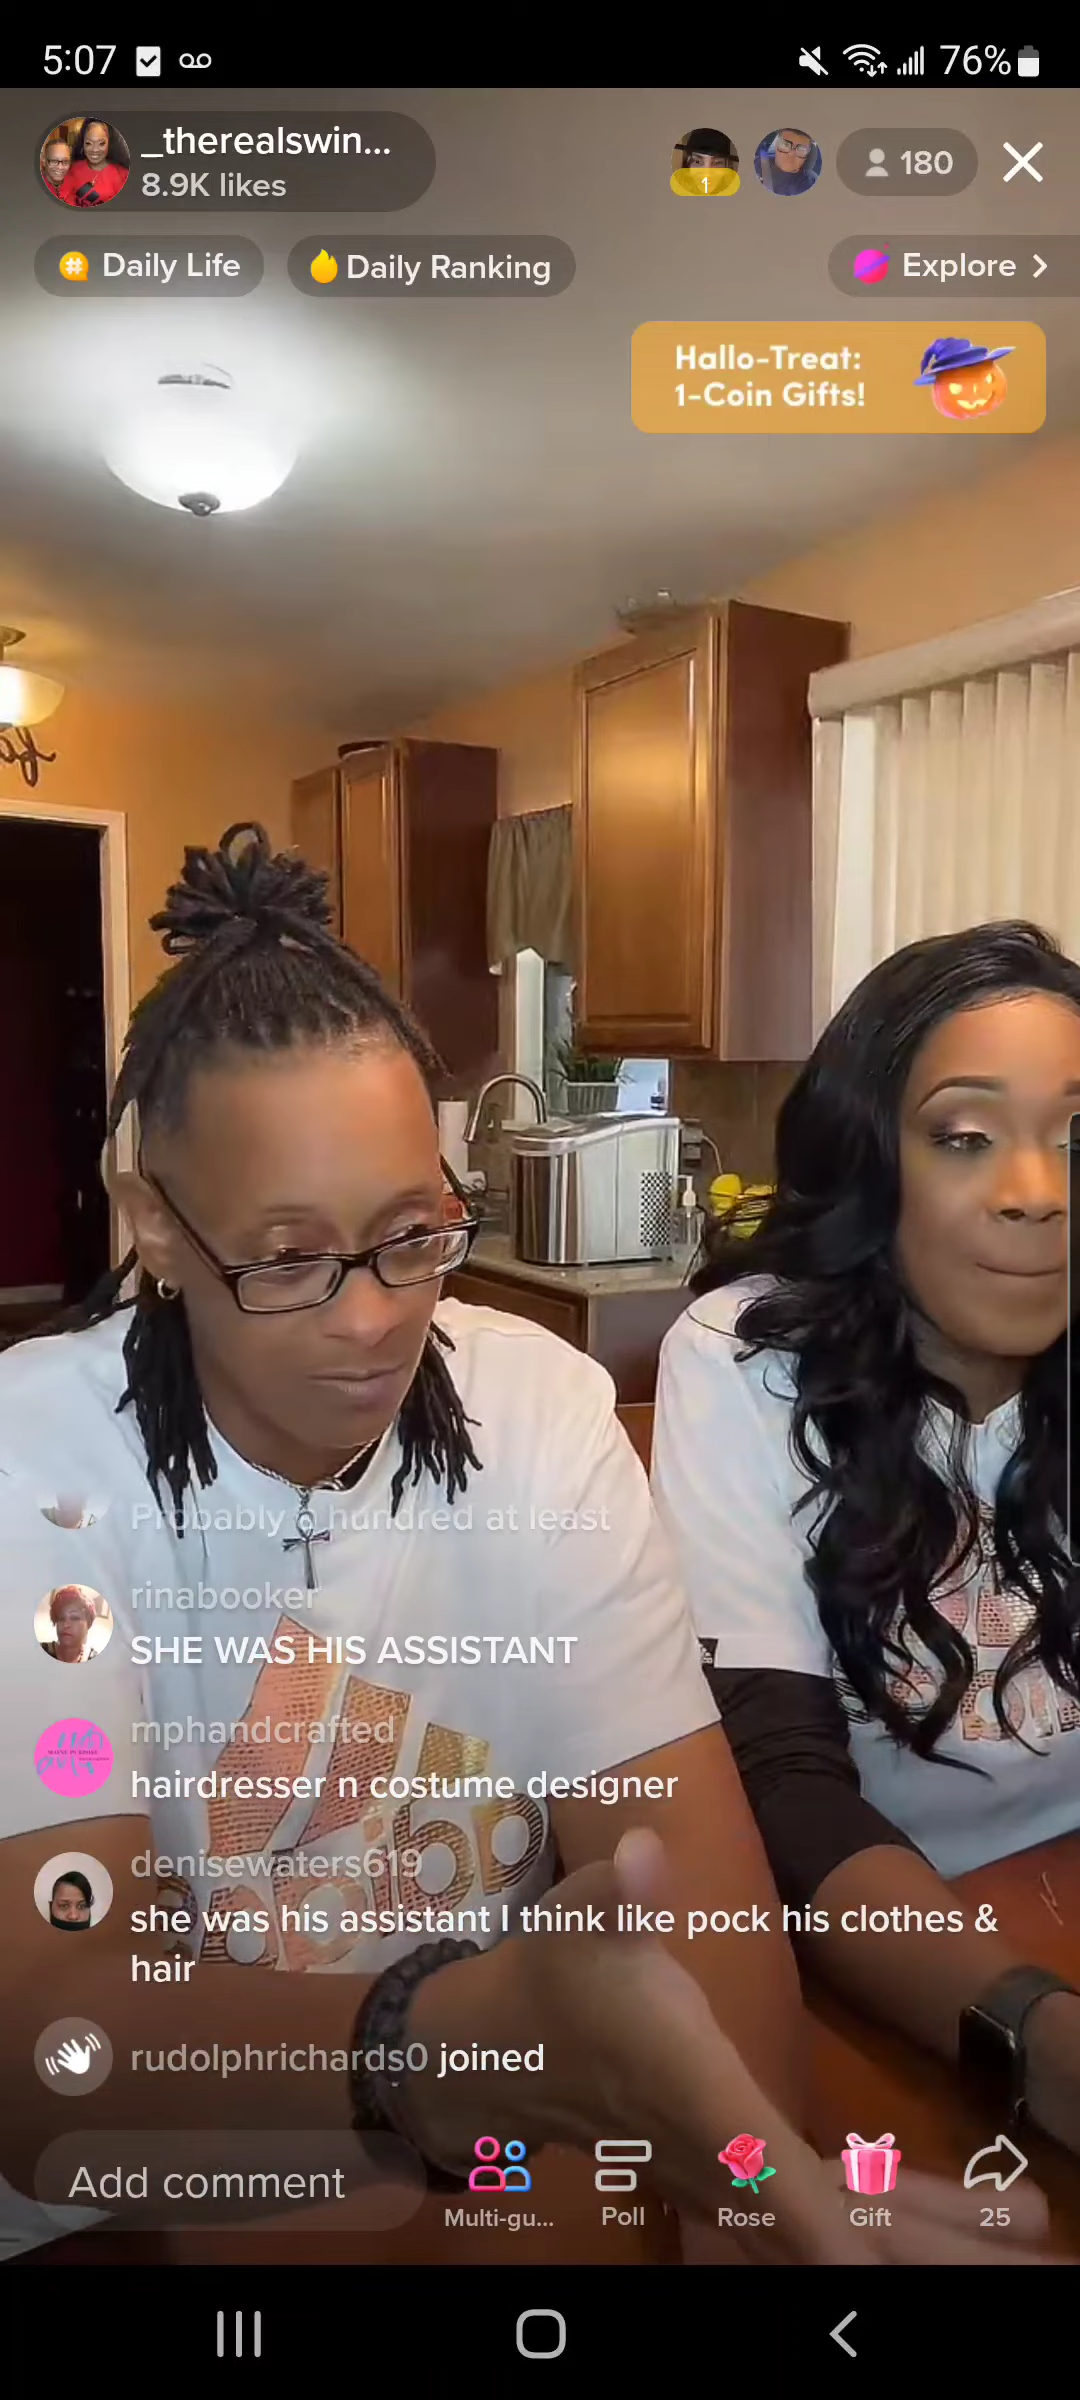 5:07
76%
_therealswin...
8.9K likes
1
180
Daily Life
Daily Ranking
Explore >
Hallo-Treat:
1-Coin Gifts!
Probably a hundred at least
rinabooker
SHE WAS HIS ASSISTANT
mphandcrafted
hairdresser n costume designer
denisewaters619
she was his assistant I think like pock his clothes &
hair
rudolphrichards0 joined
Add comment
Multi-gu...
Poll
Rose
Gift
25